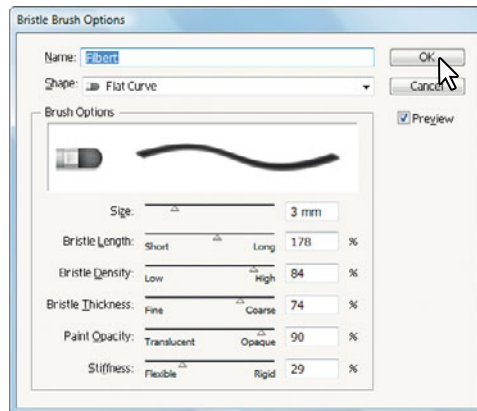 Bristle Brush Options
Name: Filbert
OK
Shape: Flat Curve
Cancel
Brush Options
Preview
Size: 3 mm
Bristle Length: Short Long 178 %
Bristle Density: Low High 84 %
Bristle Thickness: Fine Coarse 74 %
Paint Opacity: Translucent Opaque 90 %
Stiffness: Flexible Rigid 29 %